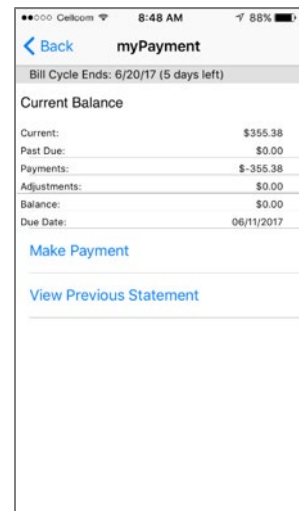 Cellcom 8:48 AM 88%
Back myPayment
Bill Cycle Ends: 6/20/17 (5 days left)
Current Balance
Current: $355.38
Past Due: $0.00
Payments: $-355.38
Adjustments: $0.00
Balance: $0.00
Due Date: 06/11/2017
Make Payment
View Previous Statement